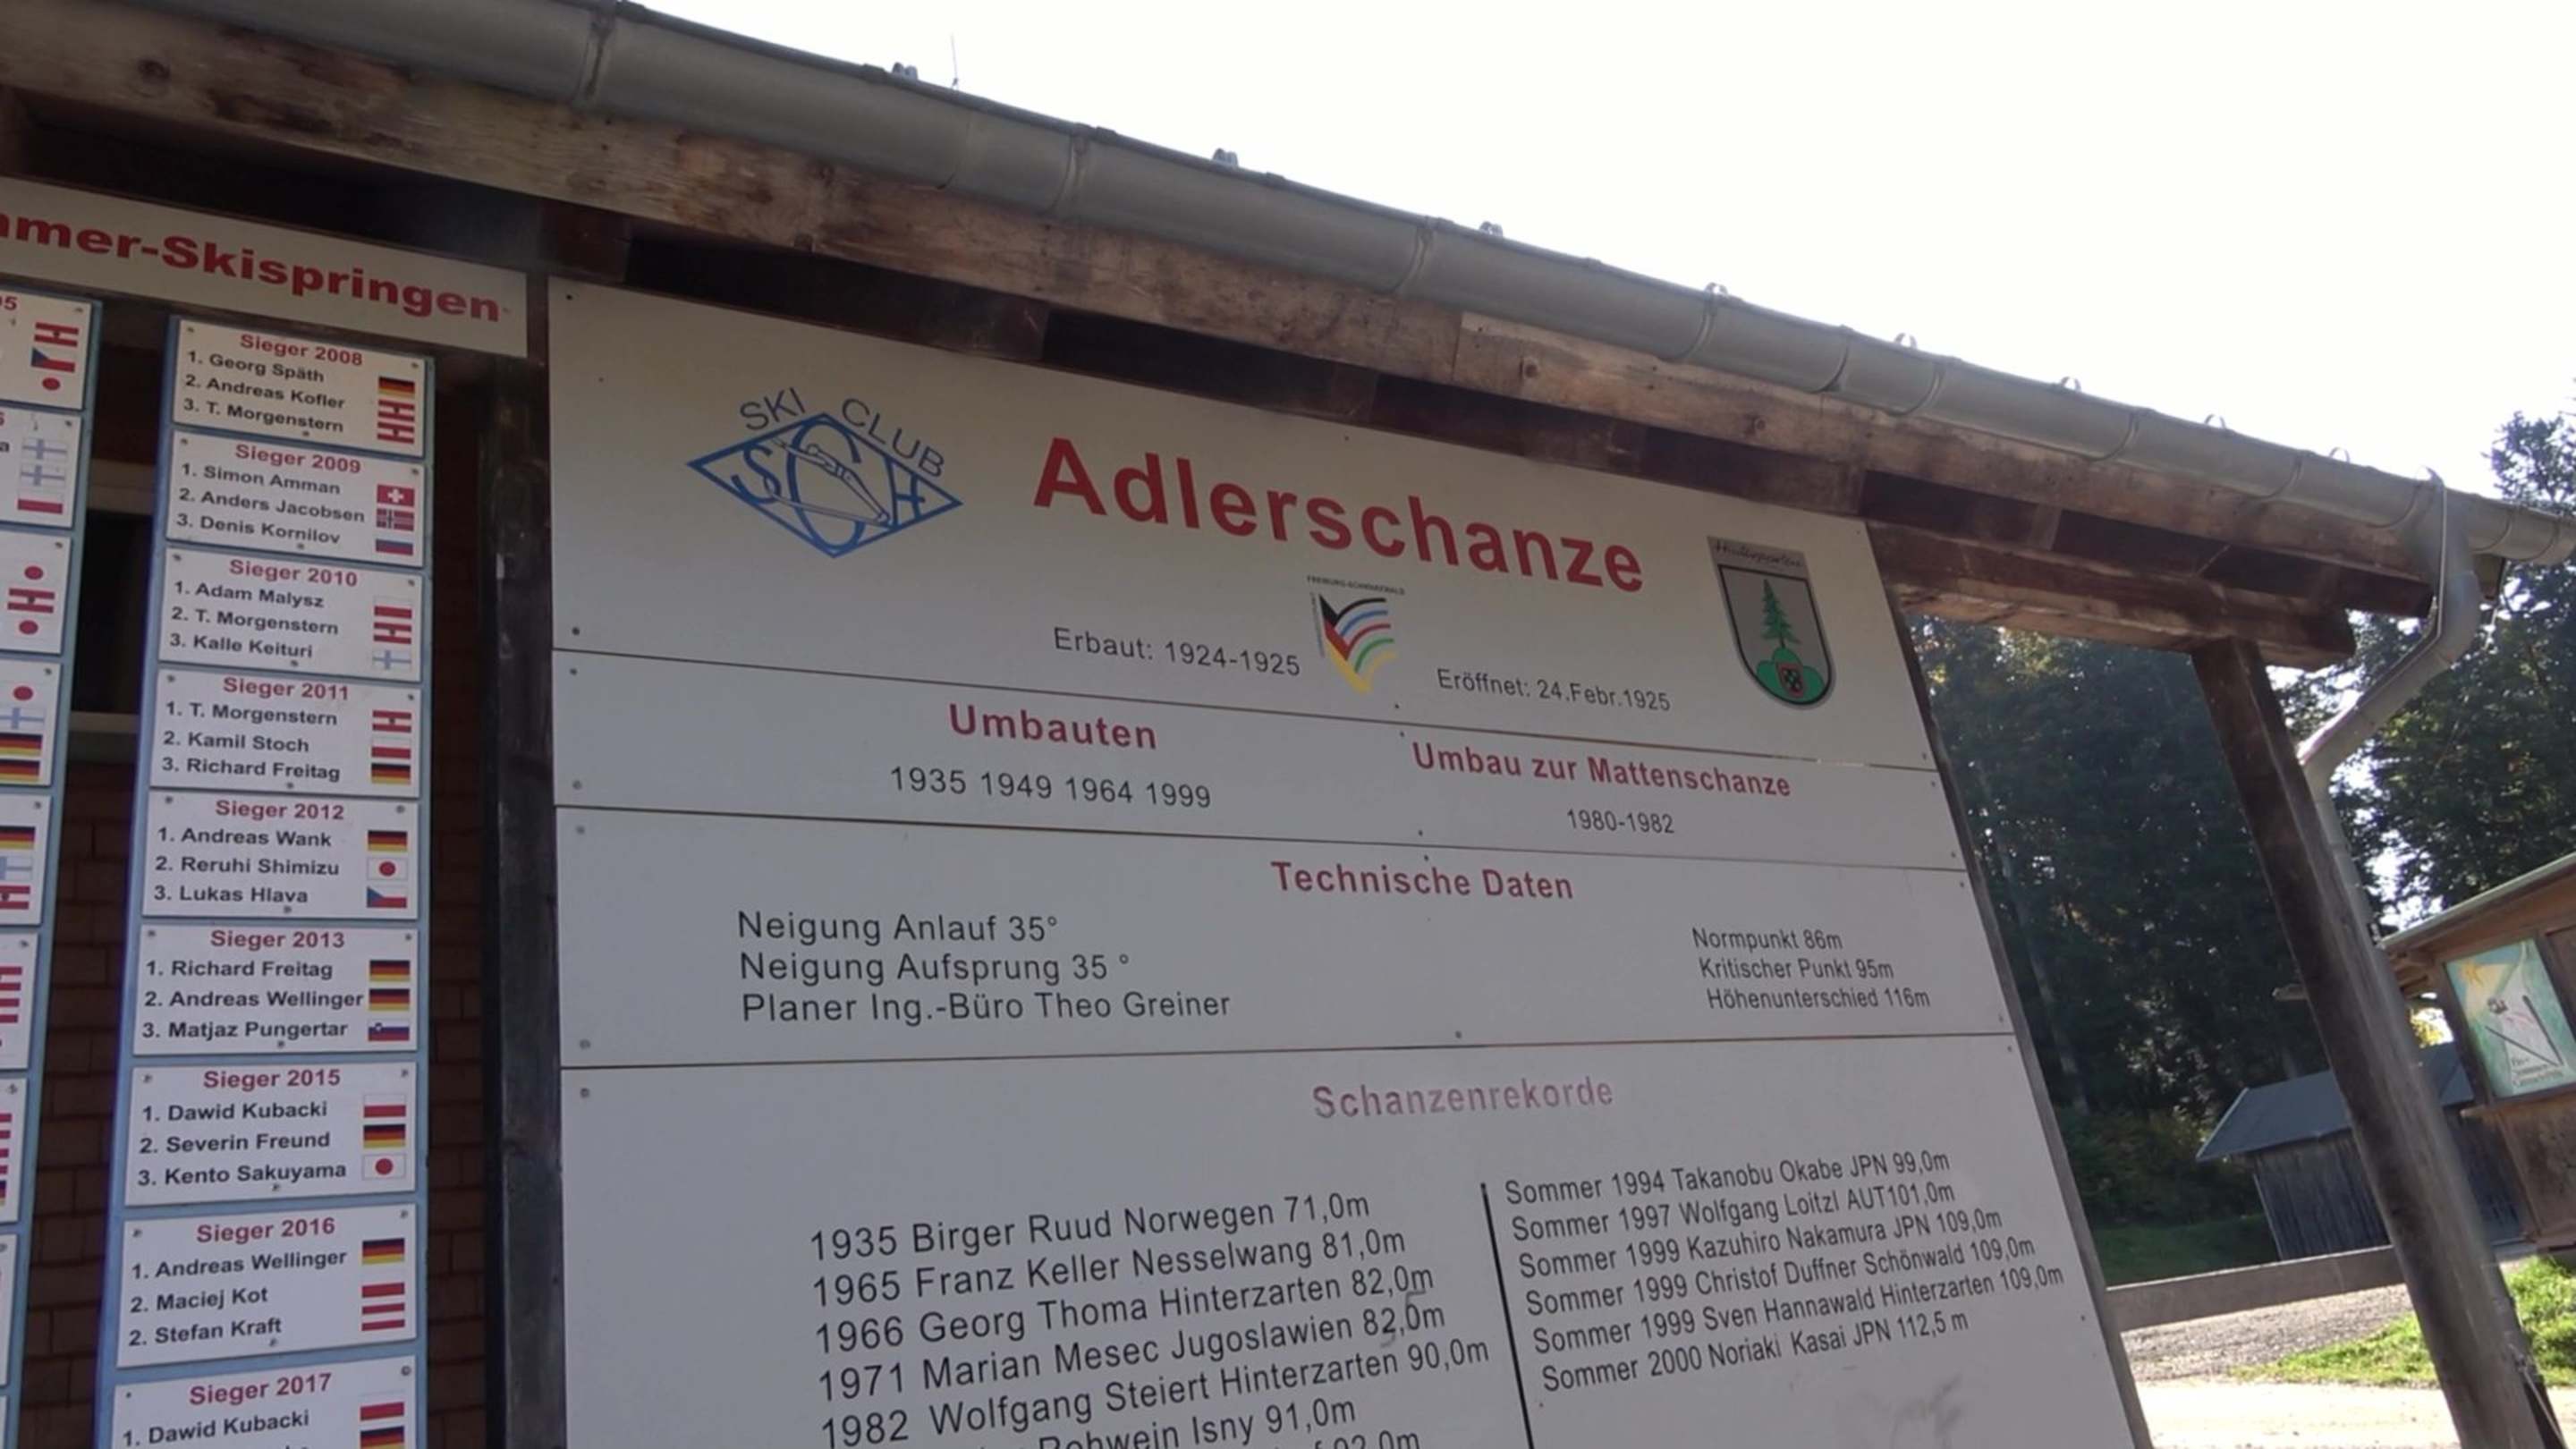 mmer-Skispringen
Sieger 2008
1. Georg Späth
2. Andreas Kofler
3. T. Morgenstern
Sieger 2009
1. Simon Amman
2. Anders Jacobsen
3. Denis Kornilov
Sieger 2010
1. Adam Malysz
2. T. Morgenstern
3. Kalle Keituri
Sieger 2011
1. T. Morgenstern
2. Kamil Stoch
3. Richard Freitag
Sieger 2012
1. Andreas Wank
2. Reruhi Shimizu
3. Lukas Hlava
Sieger 2013
1. Richard Freitag
2. Andreas Wellinger
3. Matjaz Pungertar
Sieger 2015
1. Dawid Kubacki
2. Severin Freund
3. Kento Sakuyama
Sieger 2016
1. Andreas Wellinger
2. Maciej Kot
2. Stefan Kraft
Sieger 2017
1. Dawid Kubacki
SKI CLUB
SCH
Adlerschanze
FREIBURG-SCHWARZWALD
Hinterzarten
Erbaut: 1924-1925
Eröffnet: 24.Febr.1925
Umbauten
1935 1949 1964 1999
Umbau zur Mattenschanze
1980-1982
Technische Daten
Neigung Anlauf 35°
Neigung Aufsprung 35 °
Planer Ing.-Büro Theo Greiner
Normpunkt 86m
Kritischer Punkt 95m
Höhenunterschied 116m
Schanzenrekorde
1935 Birger Ruud Norwegen 71,0m
1965 Franz Keller Nesselwang 81,0m
1966 Georg Thoma Hinterzarten 82,0m
1971 Marian Mesec Jugoslawien 82,0m
1982 Wolfgang Steiert Hinterzarten 90,0m
Rohwein Isny 91,0m
Sommer 1994 Takanobu Okabe JPN 99,0m
Sommer 1997 Wolfgang Loitzl AUT101,0m
Sommer 1999 Kazuhiro Nakamura JPN 109,0m
Sommer 1999 Christof Duffner Schönwald 109,0m
Sommer 1999 Sven Hannawald Hinterzarten 109,0m
Sommer 2000 Noriaki Kasai JPN 112,5 m